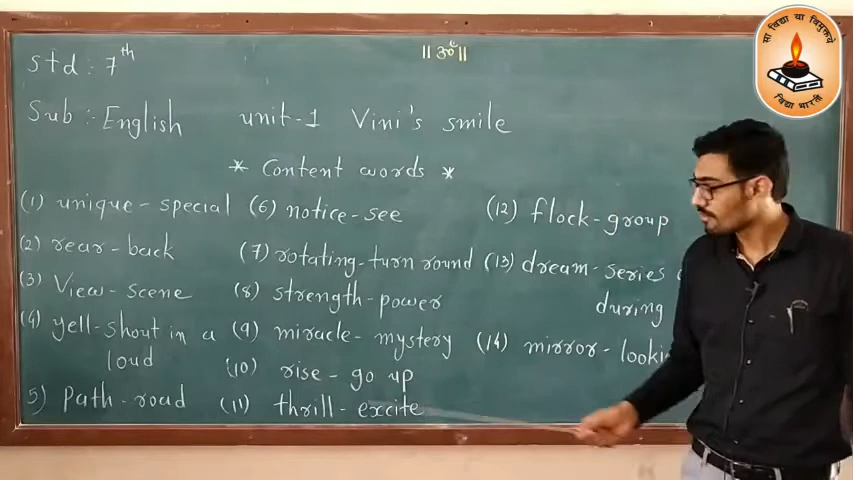 std : 7th
|| ॐ ||
Sub : English
unit-1 Vini's smile
* Content words *
(1) unique - special
(2) rear - back
(3) View - scene
(4) yell - shout in a
loud
5) Path - road
(6) notice - see
(7) rotating - turn round
(8) strength - power
(9) miracle - mystery
(10) rise - go up
(11) thrill - excite
(12) flock - group
(13) dream - series
during
(14) mirror -
सा विद्या या विमुक्तये
विद्या भारती